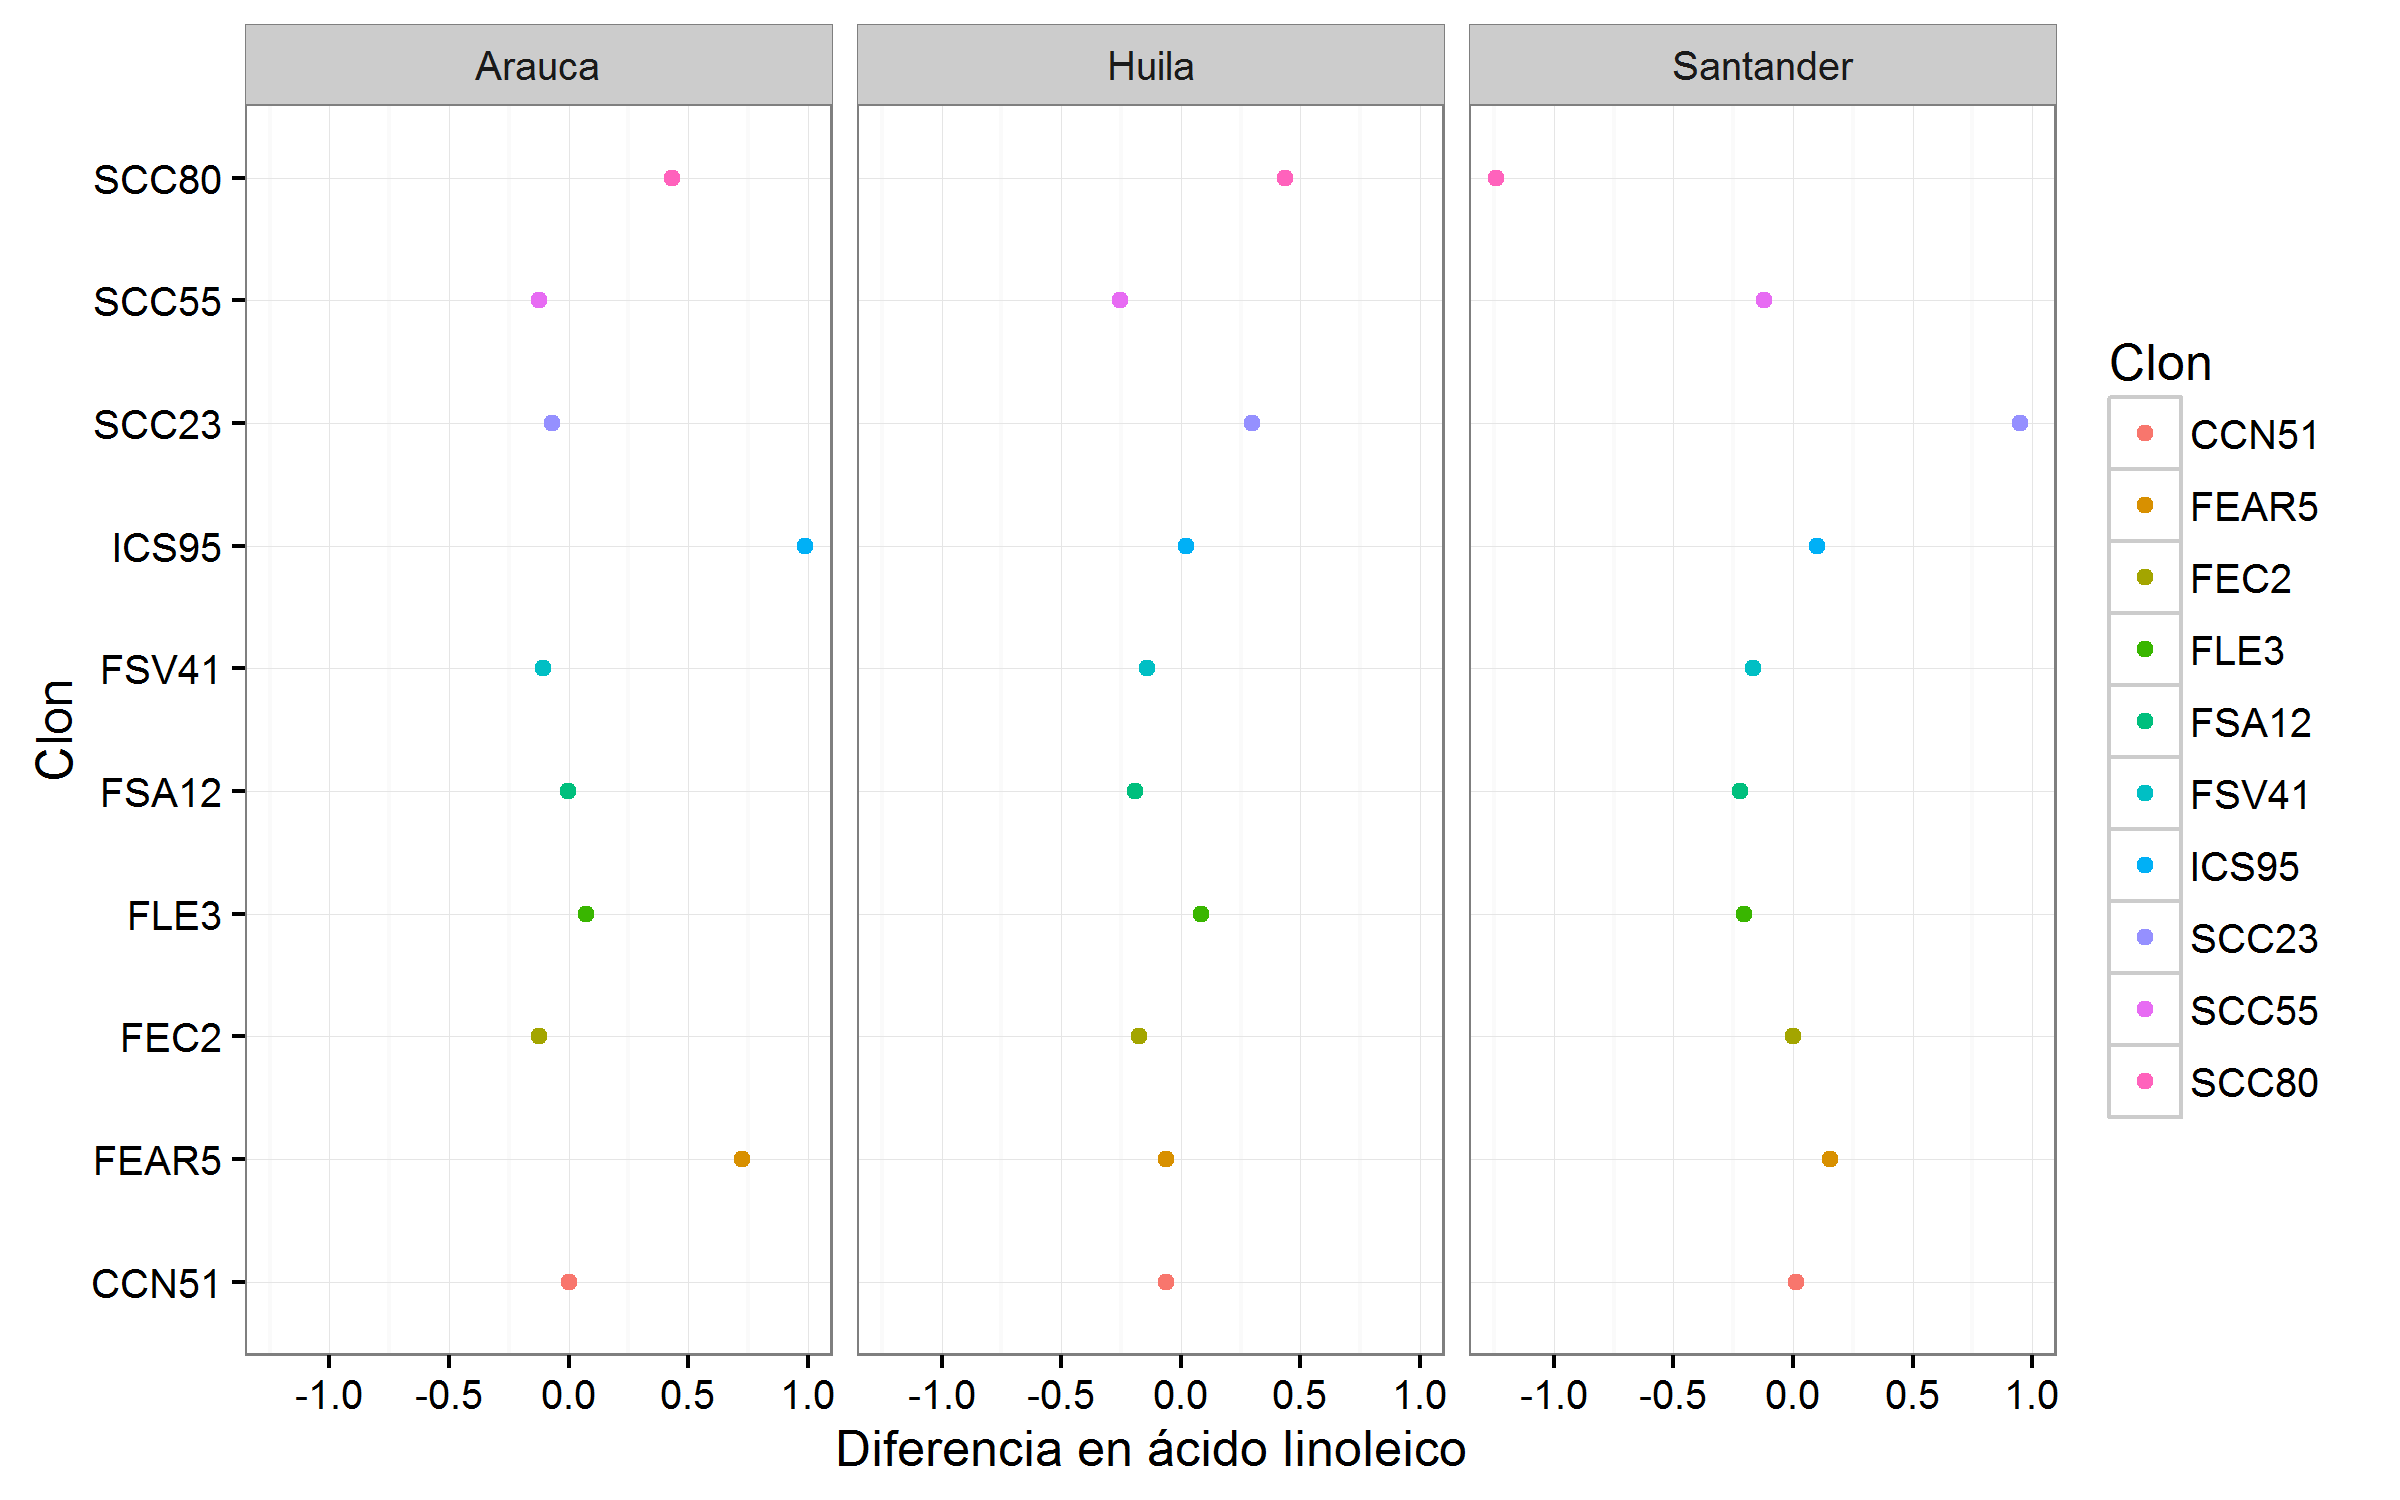 Arauca
Huila
Santander
SCC80
SCC55
SCC23
ICS95
FSV41
FSA12
FLE3
FEC2
FEAR5
CCN51
Clon
-1.0 -0.5 0.0 0.5 1.0
-1.0 -0.5 0.0 0.5 1.0
-1.0 -0.5 0.0 0.5 1.0
Diferencia en ácido linoleico
Clon
CCN51
FEAR5
FEC2
FLE3
FSA12
FSV41
ICS95
SCC23
SCC55
SCC80